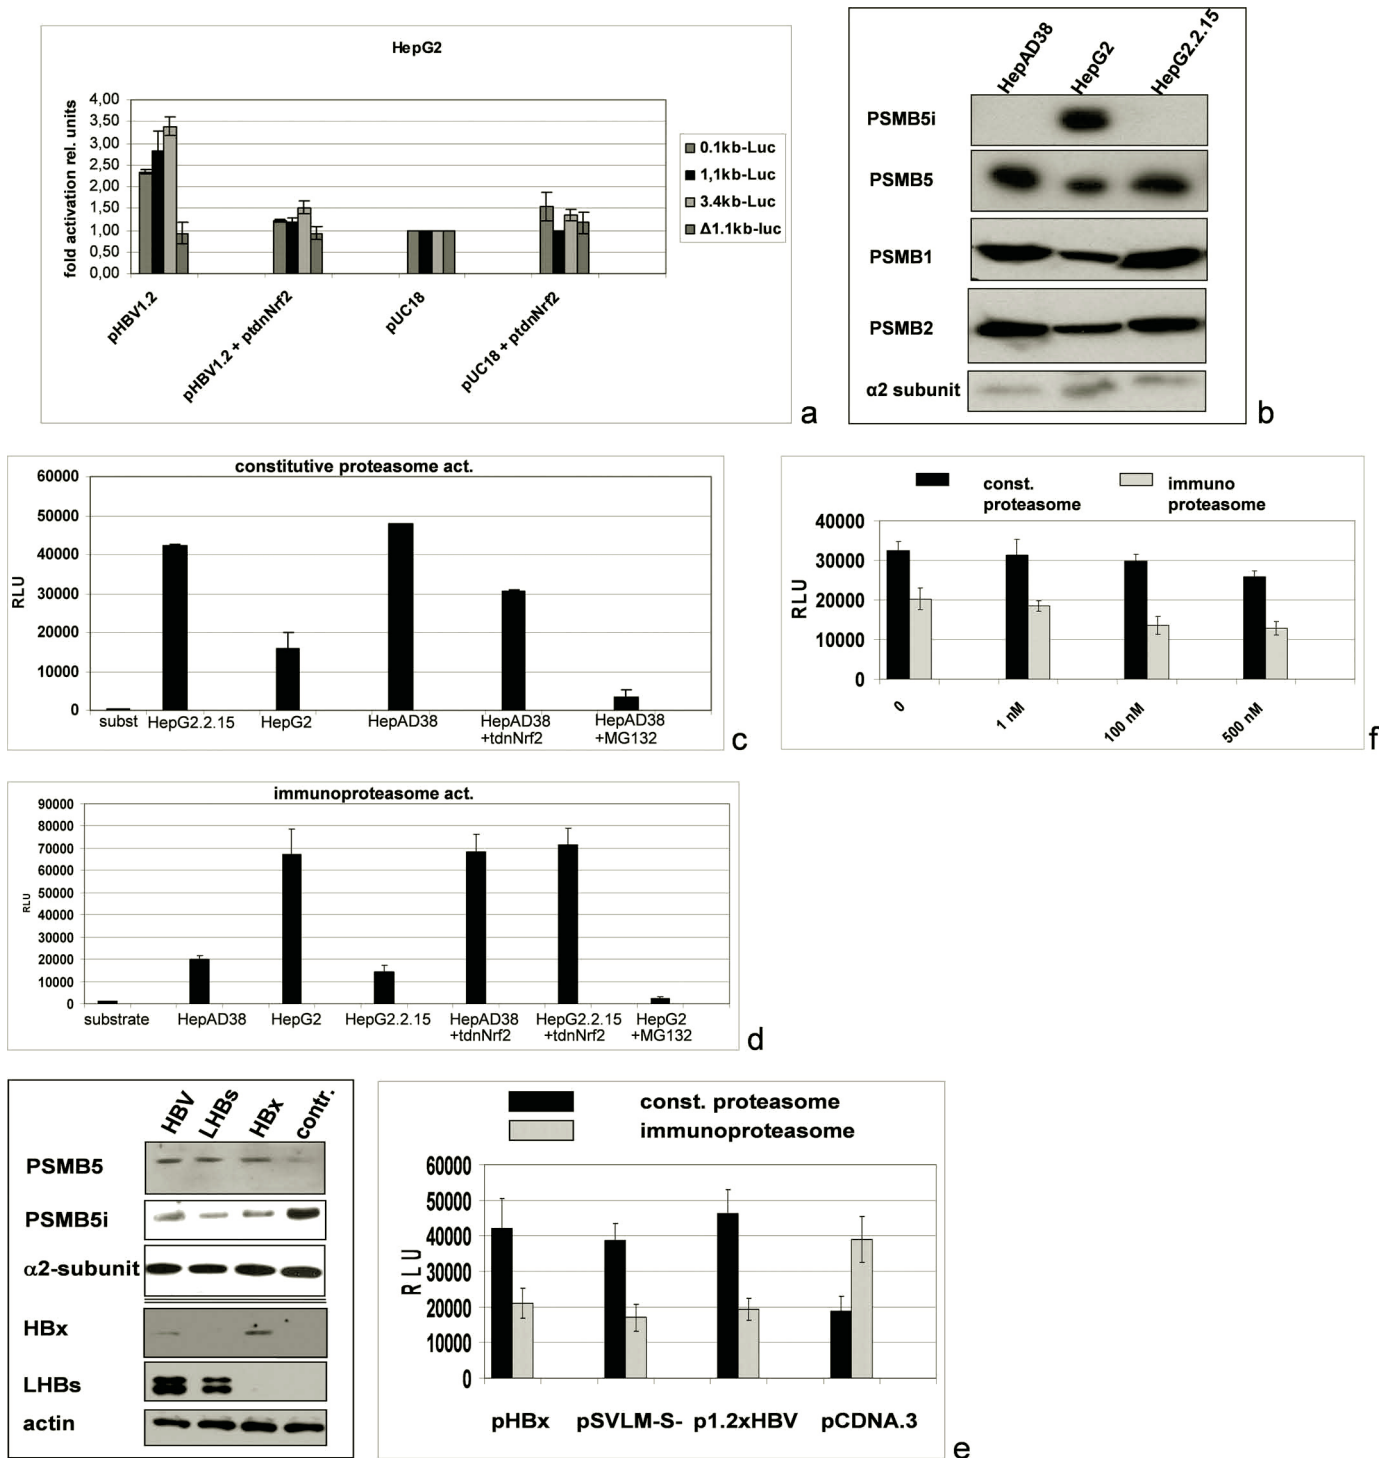 HepG2
fold activation rel. units
4,00
3,50
3,00
2,50
2,00
1,50
1,00
0,50
0,00
pHBV1.2
pHBV1.2 + ptdnNrf2
pUC18
pUC18 + ptdnNrf2
0.1kb-Luc
1,1kb-Luc
3.4kb-Luc
Δ1.1kb-luc
a
HepAD38
HepG2
HepG2.2.15
PSMB5i
PSMB5
PSMB1
PSMB2
α2 subunit
b
constitutive proteasome act.
RLU
60000
50000
40000
30000
20000
10000
0
subst
HepG2.2.15
HepG2
HepAD38
HepAD38
+tdnNrf2
HepAD38
+MG132
c
const.
proteasome
immuno
proteasome
RLU
40000
30000
20000
10000
0
0
1 nM
100 nM
500 nM
f
immunoproteasome act.
RLU
90000
80000
70000
60000
50000
40000
30000
20000
10000
0
substrate
HepAD38
HepG2
HepG2.2.15
HepAD38
+tdnNrf2
HepG2.2.15
+tdnNrf2
HepG2
+MG132
d
HBV
LHBs
HBx
contr.
PSMB5
PSMB5i
α2-subunit
HBx
LHBs
actin
const. proteasome
immunoproteasome
RLU
60000
50000
40000
30000
20000
10000
0
pHBx
pSVLM-S-
p1.2xHBV
pCDNA.3
e